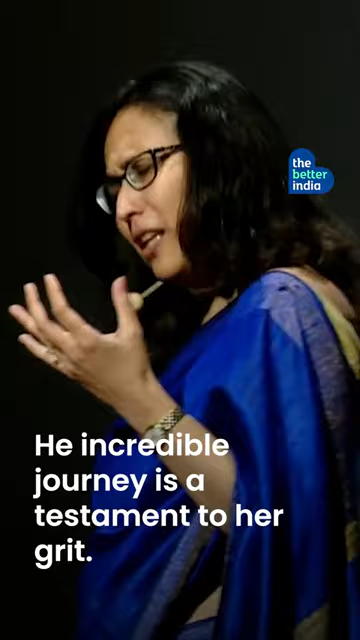 the
better
india
He incredible
journey is a
testament to her
grit.